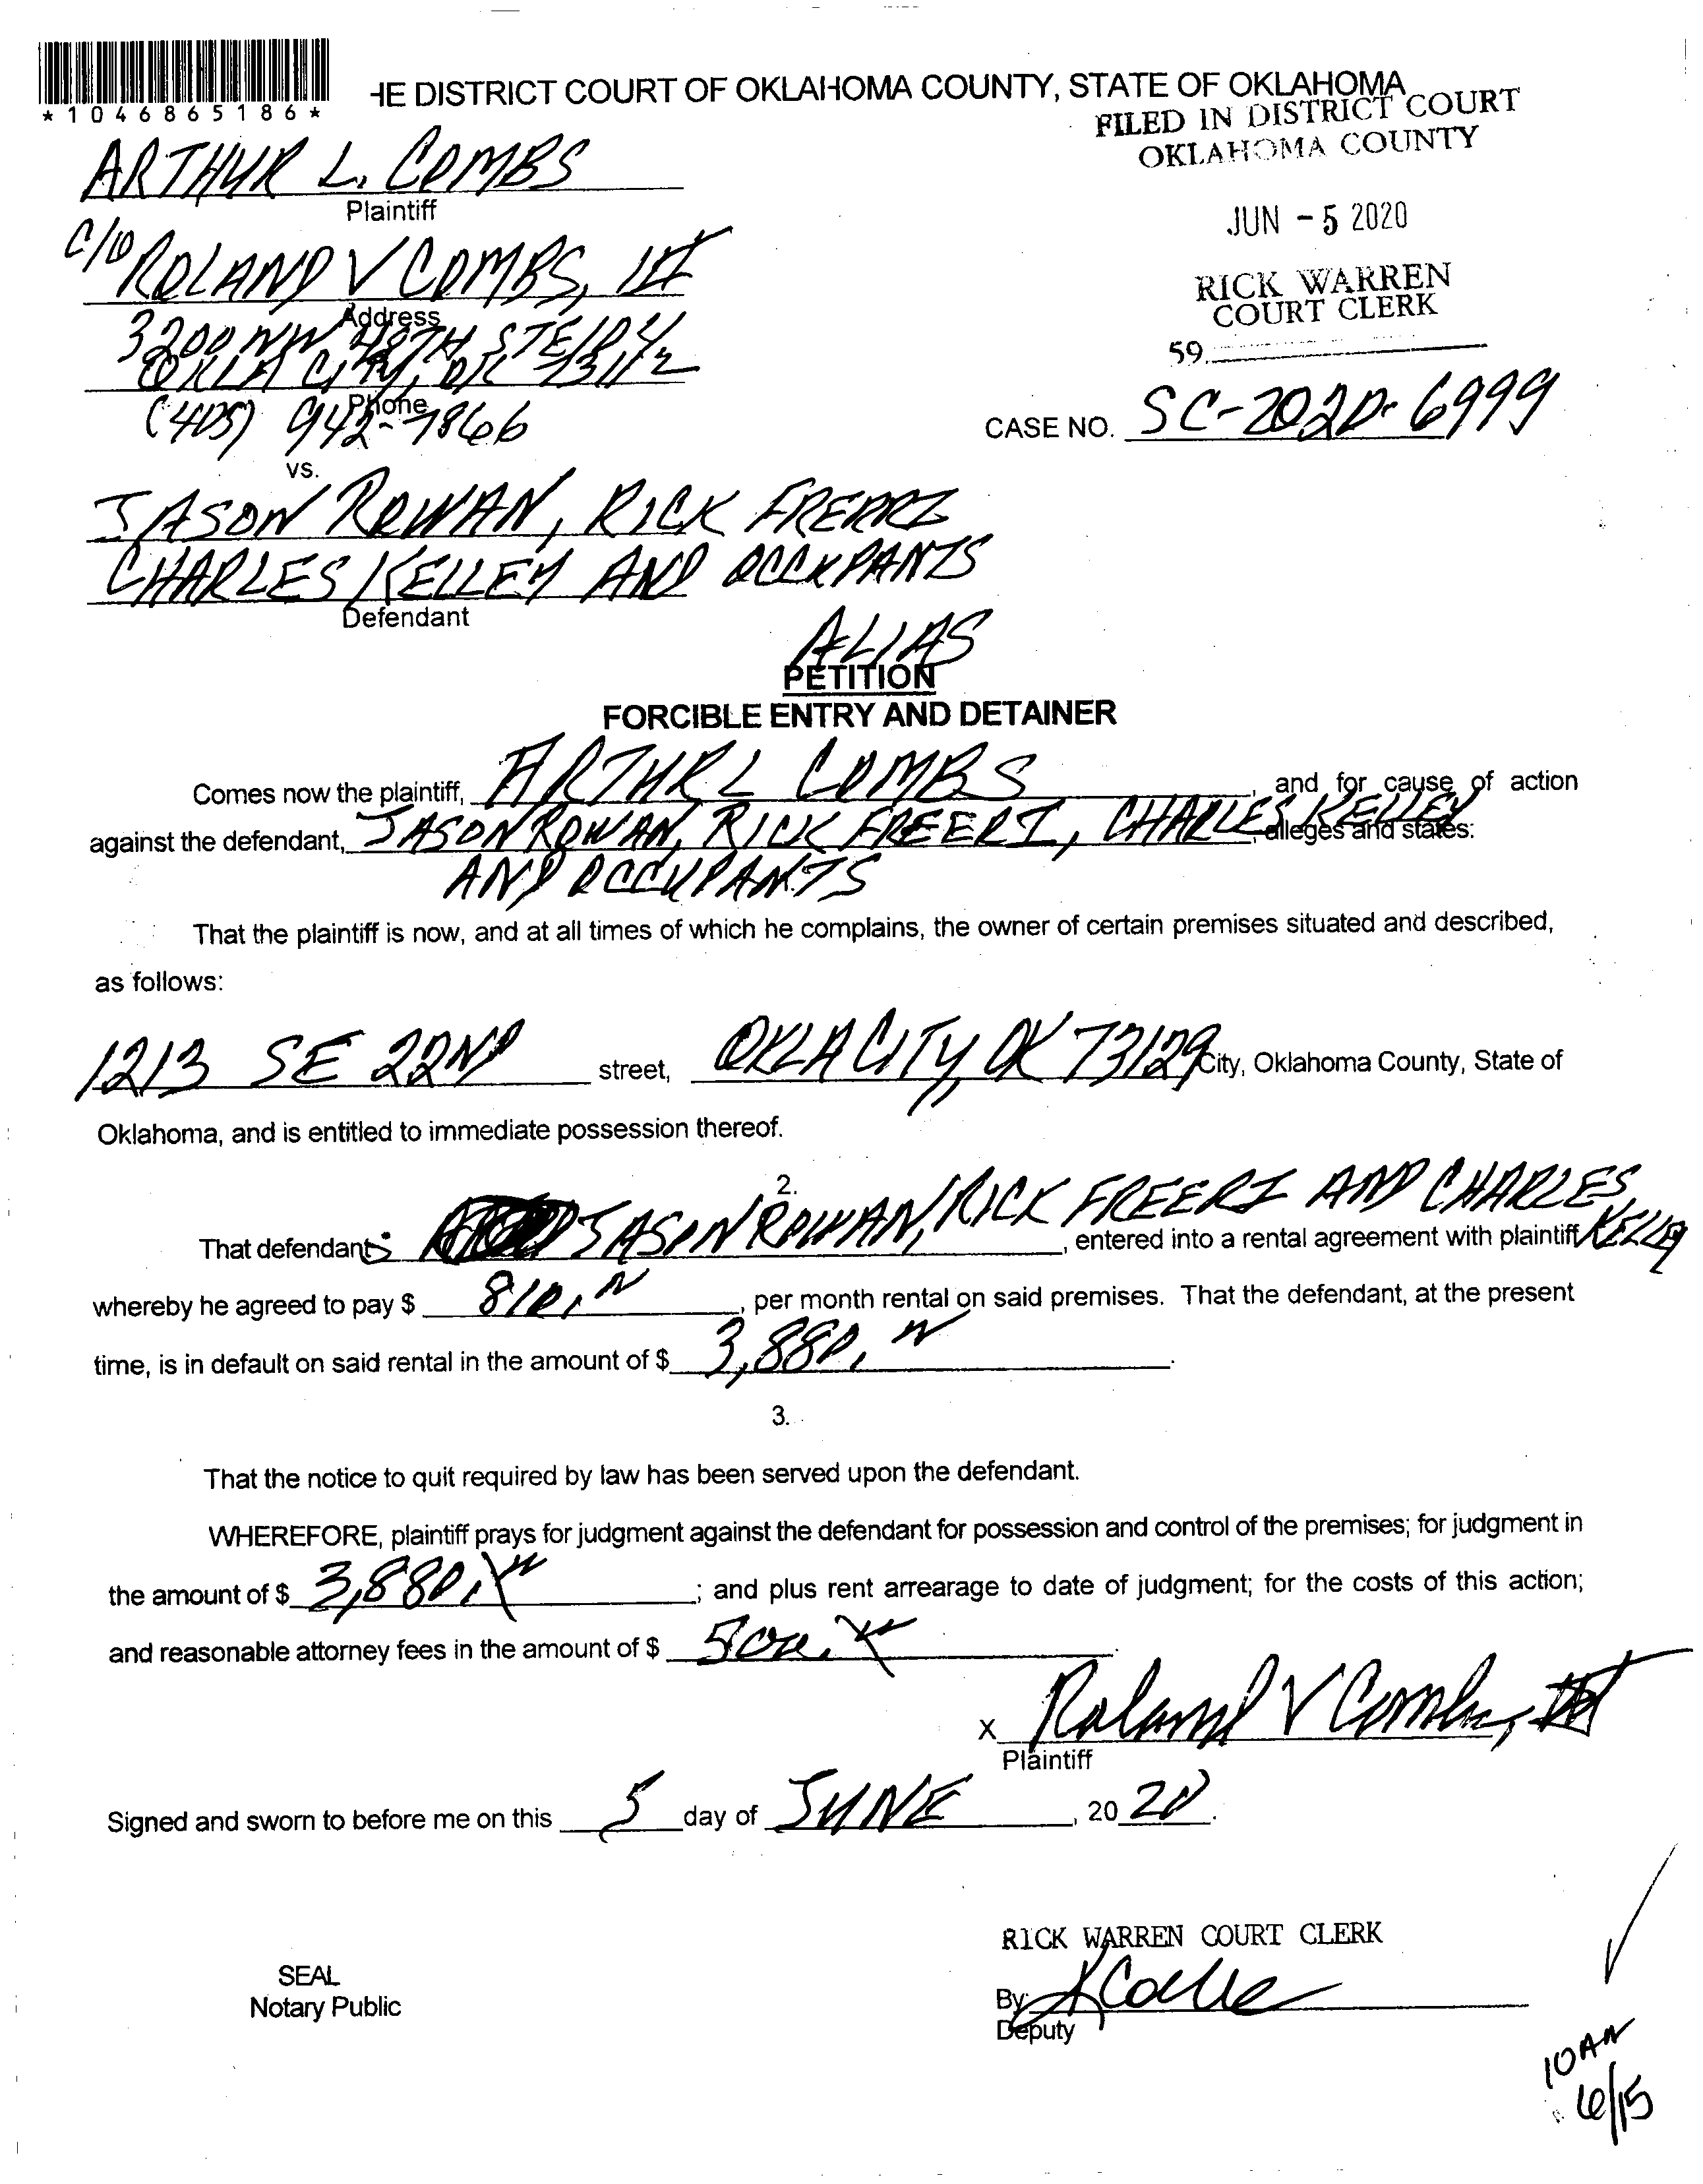 *1046865186*
HE DISTRICT COURT OF OKLAHOMA COUNTY, STATE OF OKLAHOMA
FILED IN DISTRICT COURT
OKLAHOMA COUNTY
JUN - 5 2020
RICK WARREN
COURT CLERK
59.
ARTHUR L. COMBS
Plaintiff
C/O ROLAND V COMBS, III
Address
3200 NW 48TH STE 104
OKLA CITY, OK 73112
Phone
(405) 942-7866
CASE NO. SC-2020-6999
vs.
JASON ROWAN, RICK FRERRI
CHARLES KELLEY AND OCCUPANTS
Defendant
ALIAS
PETITION
FORCIBLE ENTRY AND DETAINER
Comes now the plaintiff, ARTHUR L COMBS, and for cause of action
against the defendant, JASON ROWAN, RICK FREERI, CHARLES KELLEY, alleges and states:
AND OCCUPANTS
That the plaintiff is now, and at all times of which he complains, the owner of certain premises situated and described,
as follows:
1213 SE 22ND street, OKLA CITY, OK 73129 City, Oklahoma County, State of
Oklahoma, and is entitled to immediate possession thereof.
2.
That defendants JASON ROWAN, RICK FREERI AND CHARLES KELLEY, entered into a rental agreement with plaintiff
whereby he agreed to pay $ 810, per month rental on said premises. That the defendant, at the present
time, is in default on said rental in the amount of $ 3,880.
3.
That the notice to quit required by law has been served upon the defendant.
WHEREFORE, plaintiff prays for judgment against the defendant for possession and control of the premises; for judgment in
the amount of $ 3,880. ; and plus rent arrearage to date of judgment; for the costs of this action;
and reasonable attorney fees in the amount of $ 500.
x Roland V Combs, III
Plaintiff
Signed and sworn to before me on this 5 day of JUNE, 2020.
RICK WARREN COURT CLERK
SEAL
Notary Public
By:
Deputy
10 AM
6/15